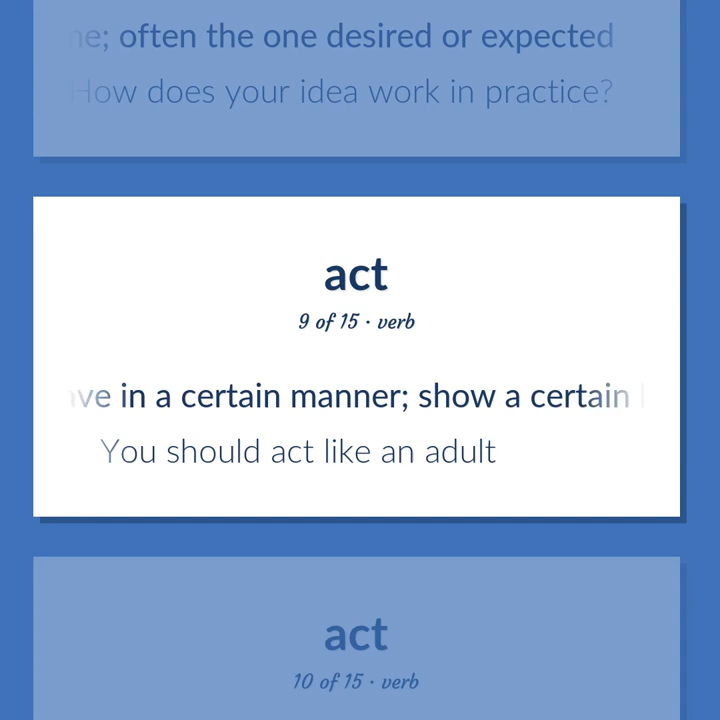 often the one desired or expected
How does your idea work in practice?
act
9 of 15 · verb
in a certain manner; show a certain
You should act like an adult
act
10 of 15 · verb